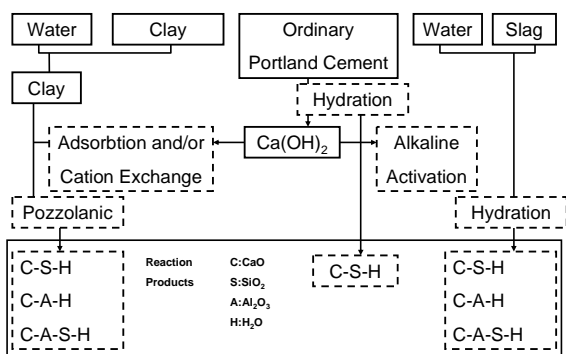 Water
Clay
Ordinary
Portland Cement
Water
Slag
Clay
Hydration
Adsorbtion and/or
Cation Exchange
Ca(OH)₂
Alkaline
Activation
Pozzolanic
Hydration
C-S-H
C-A-H
C-A-S-H
Reaction
Products
C:CaO
S:SiO₂
A:Al₂O₃
H:H₂O
C-S-H
C-S-H
C-A-H
C-A-S-H